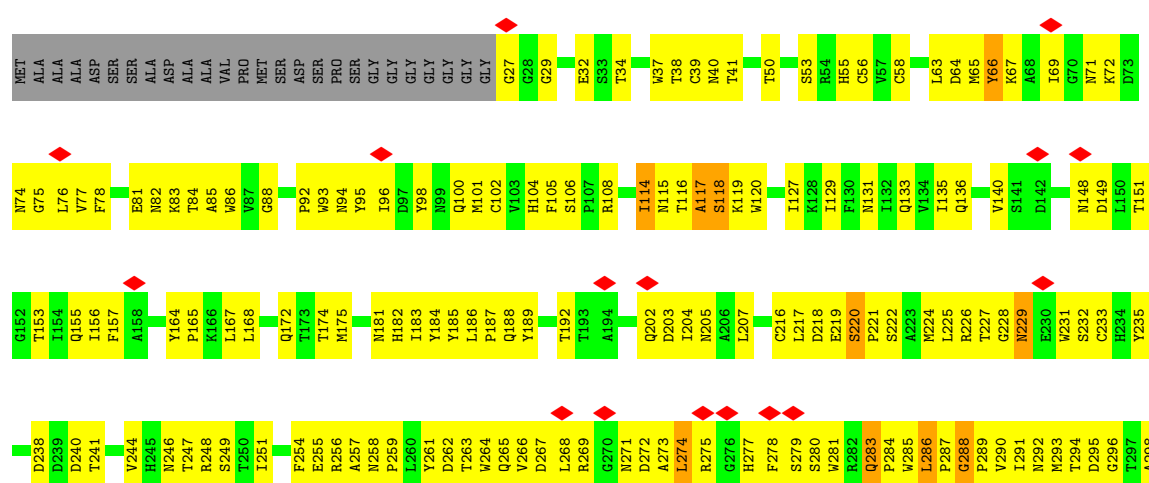 MET ALA ALA ALA ASP SER SER ALA ASP ALA ALA VAL PRO MET SER ASP SER PRO SER GLY GLY GLY GLY GLY GLY GLY G27 G28 G29 E32 S33 T34 W37 T38 C39 N40 T41 T50 S53 R54 H55 C56 V57 C58 L63 D64 M65 Y66 K67 A68 I69 G70 N71 K72 D73
N74 G75 L76 V77 F78 E81 N82 K83 T84 A85 W86 V87 G88 P92 W93 N94 Y95 I96 D97 Y98 N99 Q100 M101 C102 V103 H104 F105 S106 P107 R108 I114 N115 T116 A117 S118 K119 W120 I127 K128 I129 F130 N131 I132 Q133 V134 I135 Q136 V140 S141 D142 N148 D149 L150 T151
G152 T153 I154 Q155 I156 F157 A158 Y164 P165 K166 L167 L168 Q172 T173 T174 M175 N181 H182 I183 Y184 Y185 L186 P187 Q188 Y189 T192 T193 A194 Q202 D203 I204 N205 A206 L207 C216 L217 D218 E219 S220 P221 S222 A223 M224 L225 R226 T227 G228 N229 E230 W231 S232 C233 H234 Y235
D238 D239 D240 T241 V244 H245 N246 T247 R248 S249 T250 I251 F254 E255 R256 A257 N258 P259 L260 Y261 D262 T263 W264 Q265 V266 D267 L268 R269 G270 N271 D272 A273 L274 R275 G276 H277 F278 S279 S280 W281 R282 Q283 P284 W285 L286 P287 G288 P289 V290 I291 N292 M293 T294 D295 G296 T297 A298